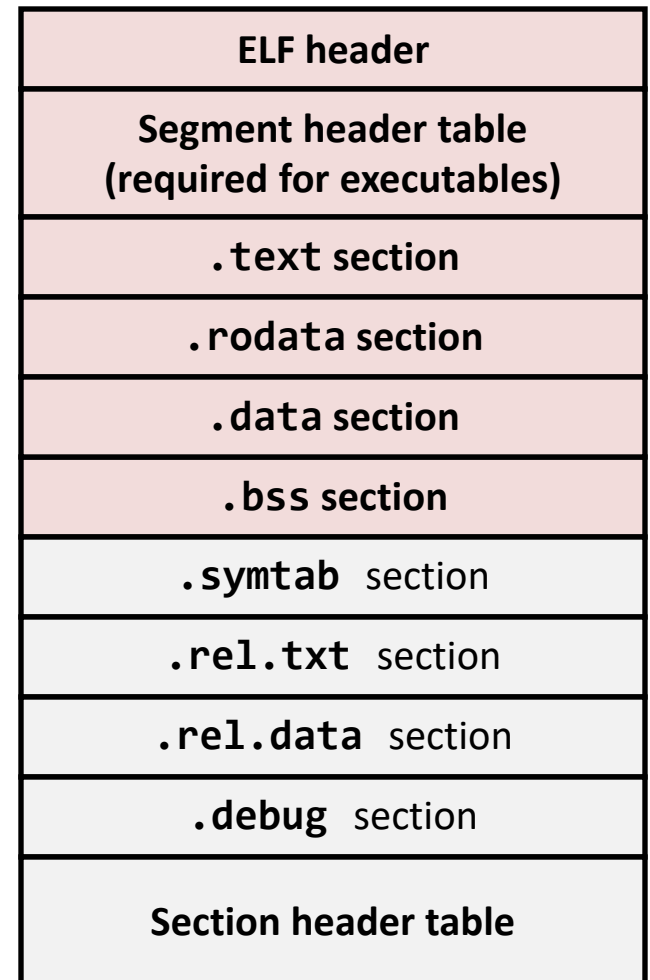 ELF header
Segment header table
(required for executables)
.text section
.rodata section
.data section
.bss section
.symtab section
.rel.txt section
.rel.data section
.debug section
Section header table